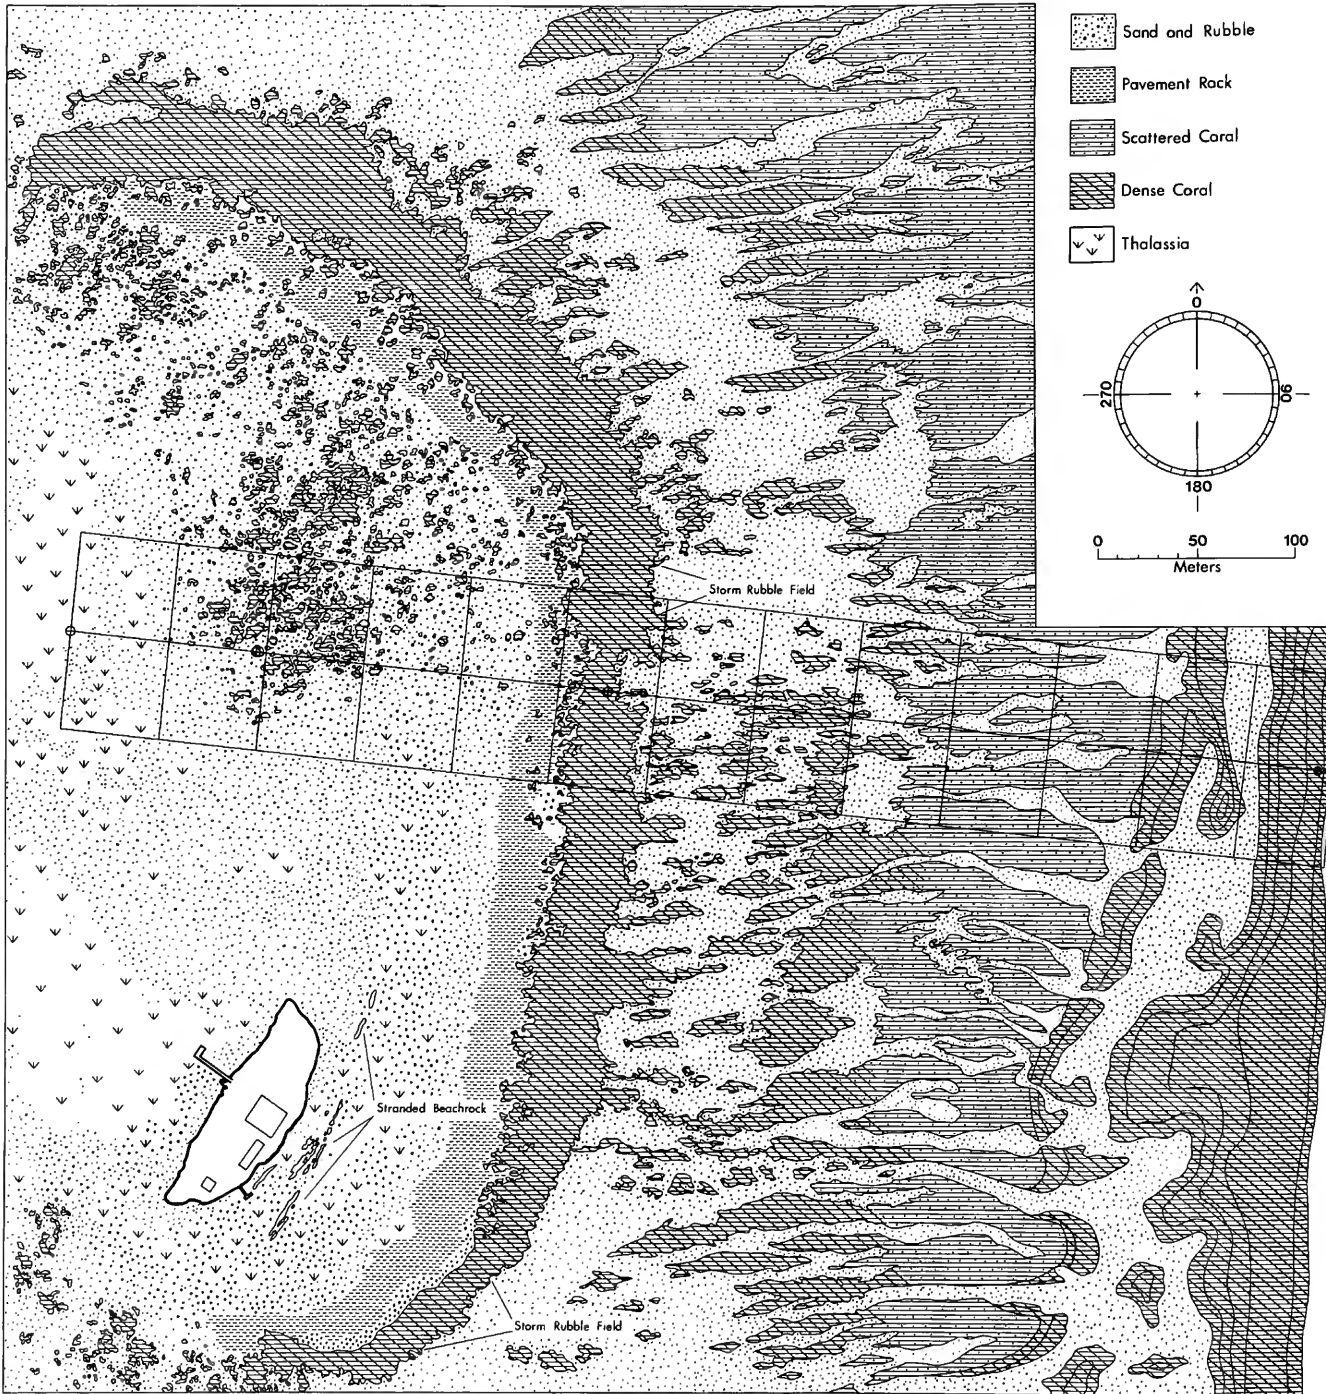 Sand and Rubble
Pavement Rock
Scattered Coral
Dense Coral
Thalassia
0
270
90
180
0 50 100
Meters
Storm Rubble Field
Stranded Beachrock
Storm Rubble Field